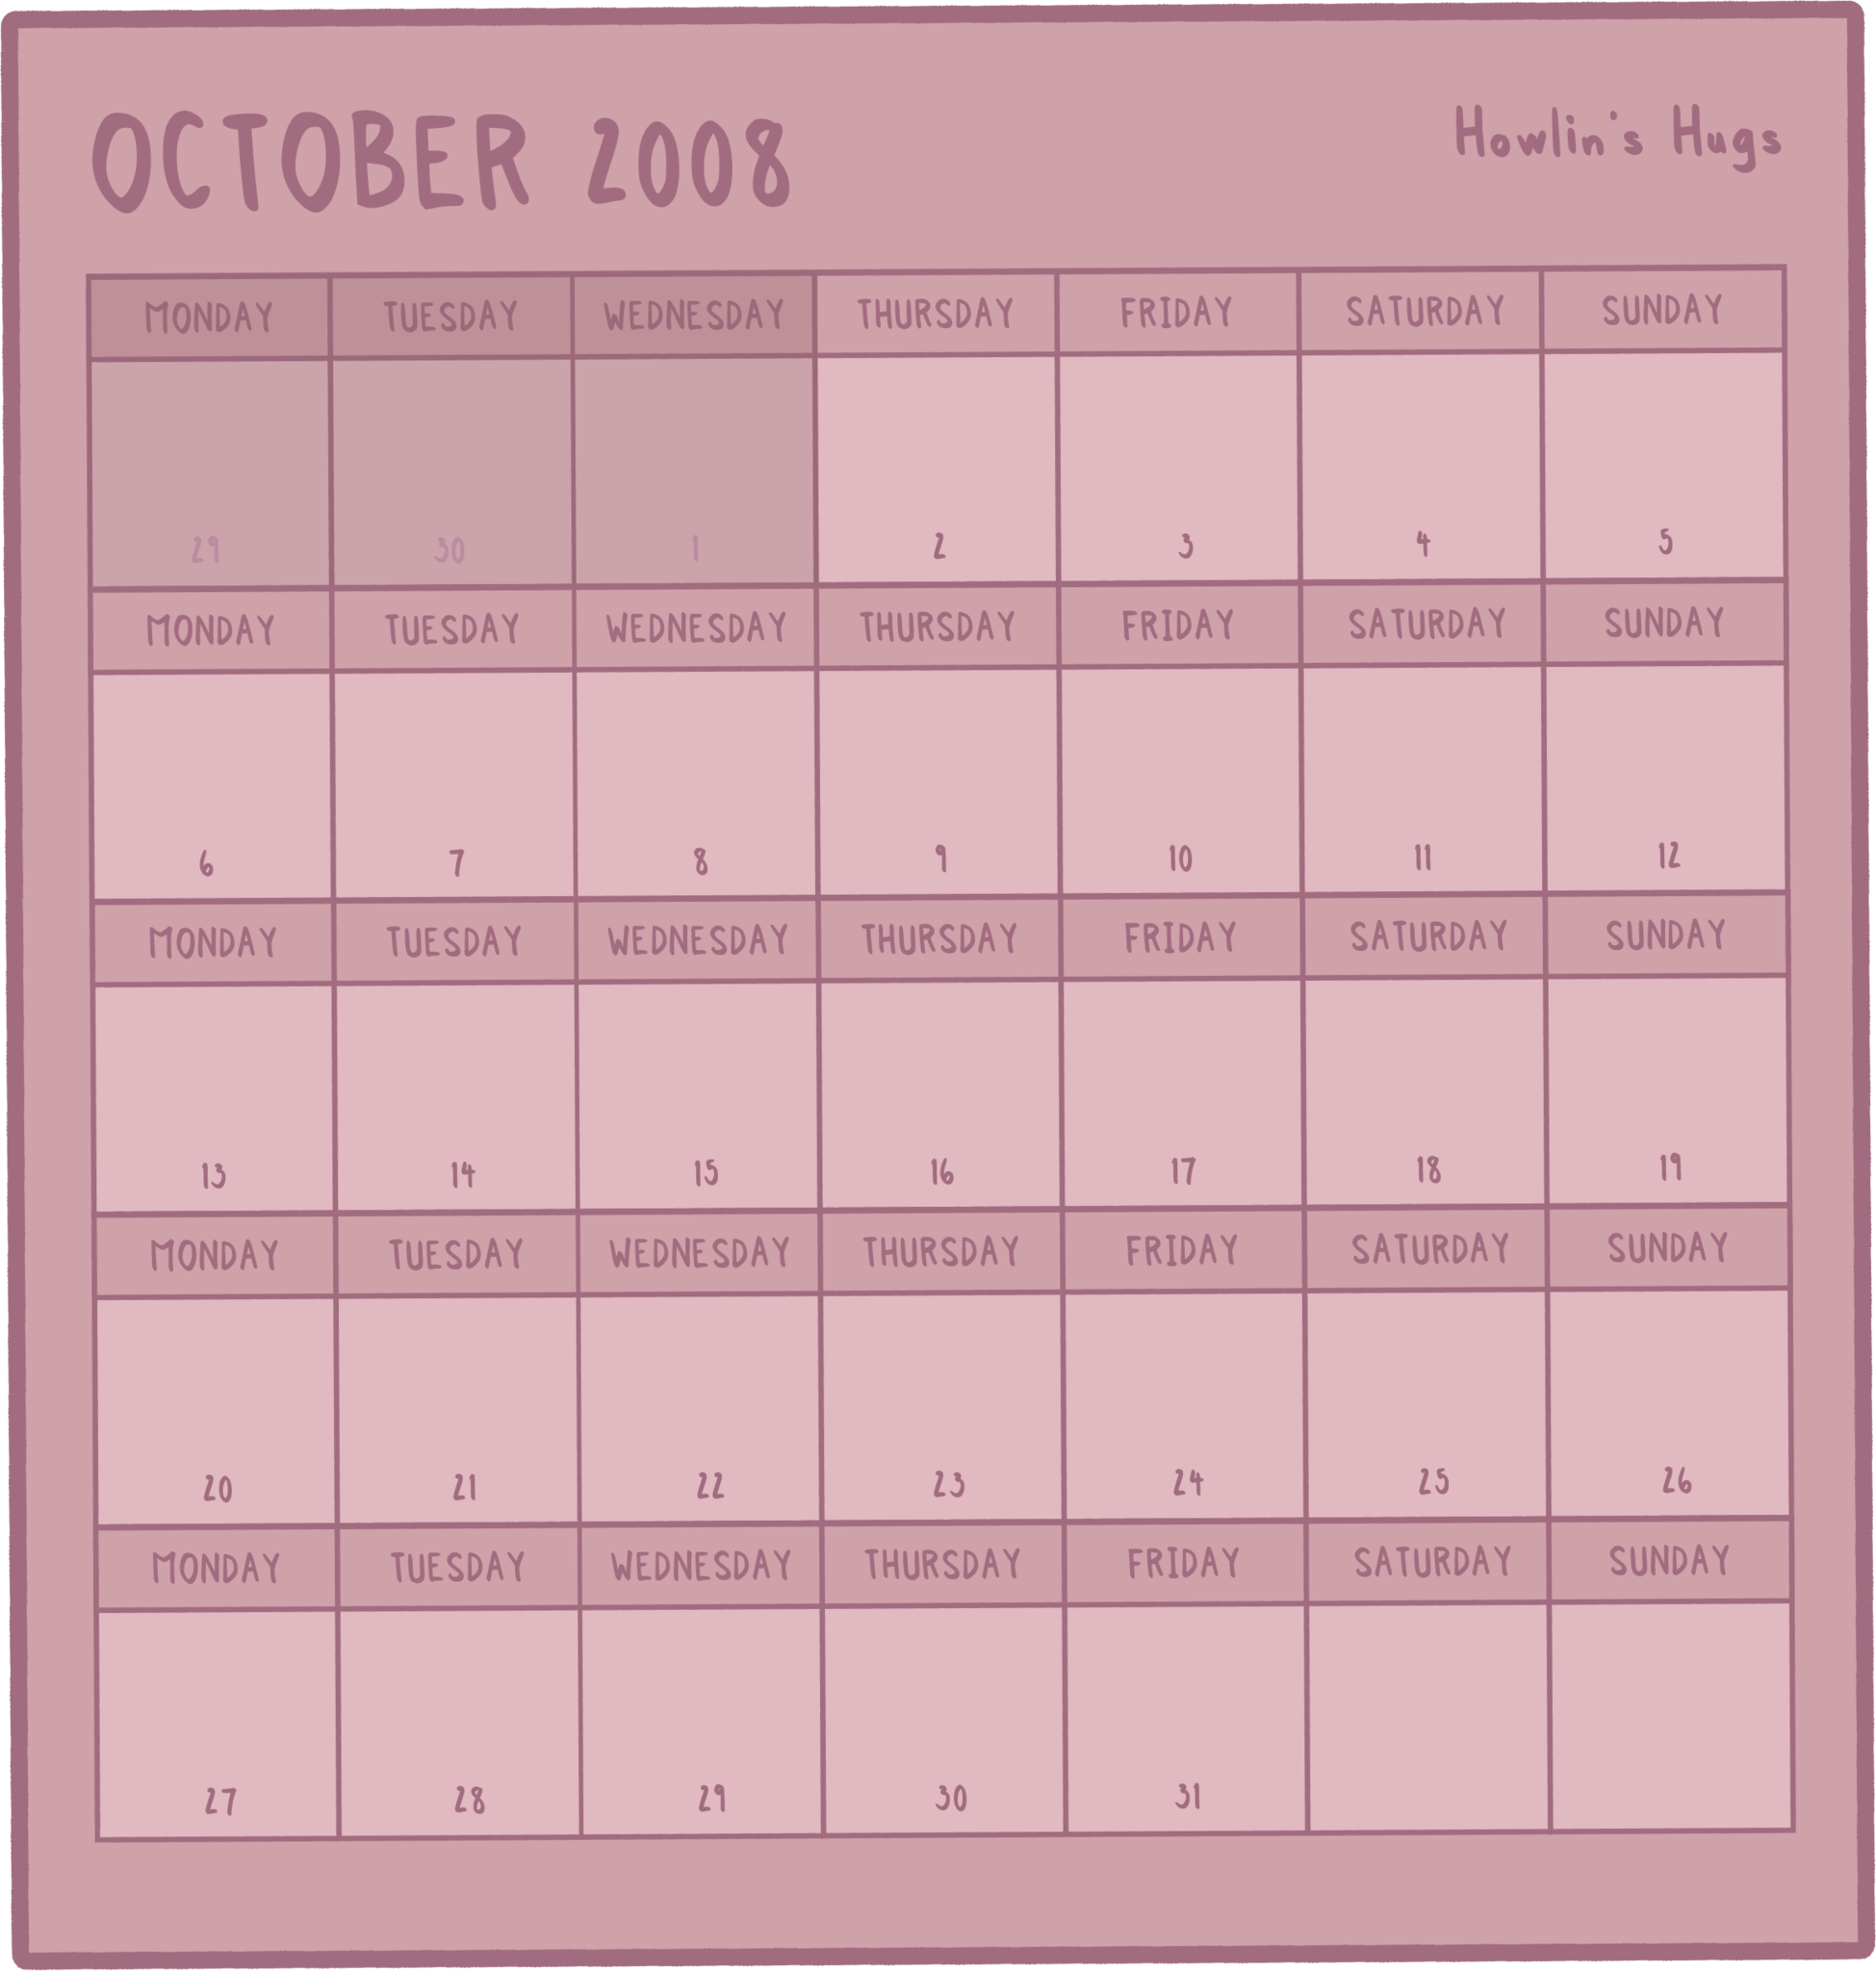 OCTOBER 2008 Howlin's Hugs
MONDAY TUESDAY WEDNESDAY THURSDAY FRIDAY SATURDAY SUNDAY
29 30 1 2 3 4 5
MONDAY TUESDAY WEDNESDAY THURSDAY FRIDAY SATURDAY SUNDAY
6 7 8 9 10 11 12
MONDAY TUESDAY WEDNESDAY THURSDAY FRIDAY SATURDAY SUNDAY
13 14 15 16 17 18 19
MONDAY TUESDAY WEDNESDAY THURSDAY FRIDAY SATURDAY SUNDAY
20 21 22 23 24 25 26
MONDAY TUESDAY WEDNESDAY THURSDAY FRIDAY SATURDAY SUNDAY
27 28 29 30 31